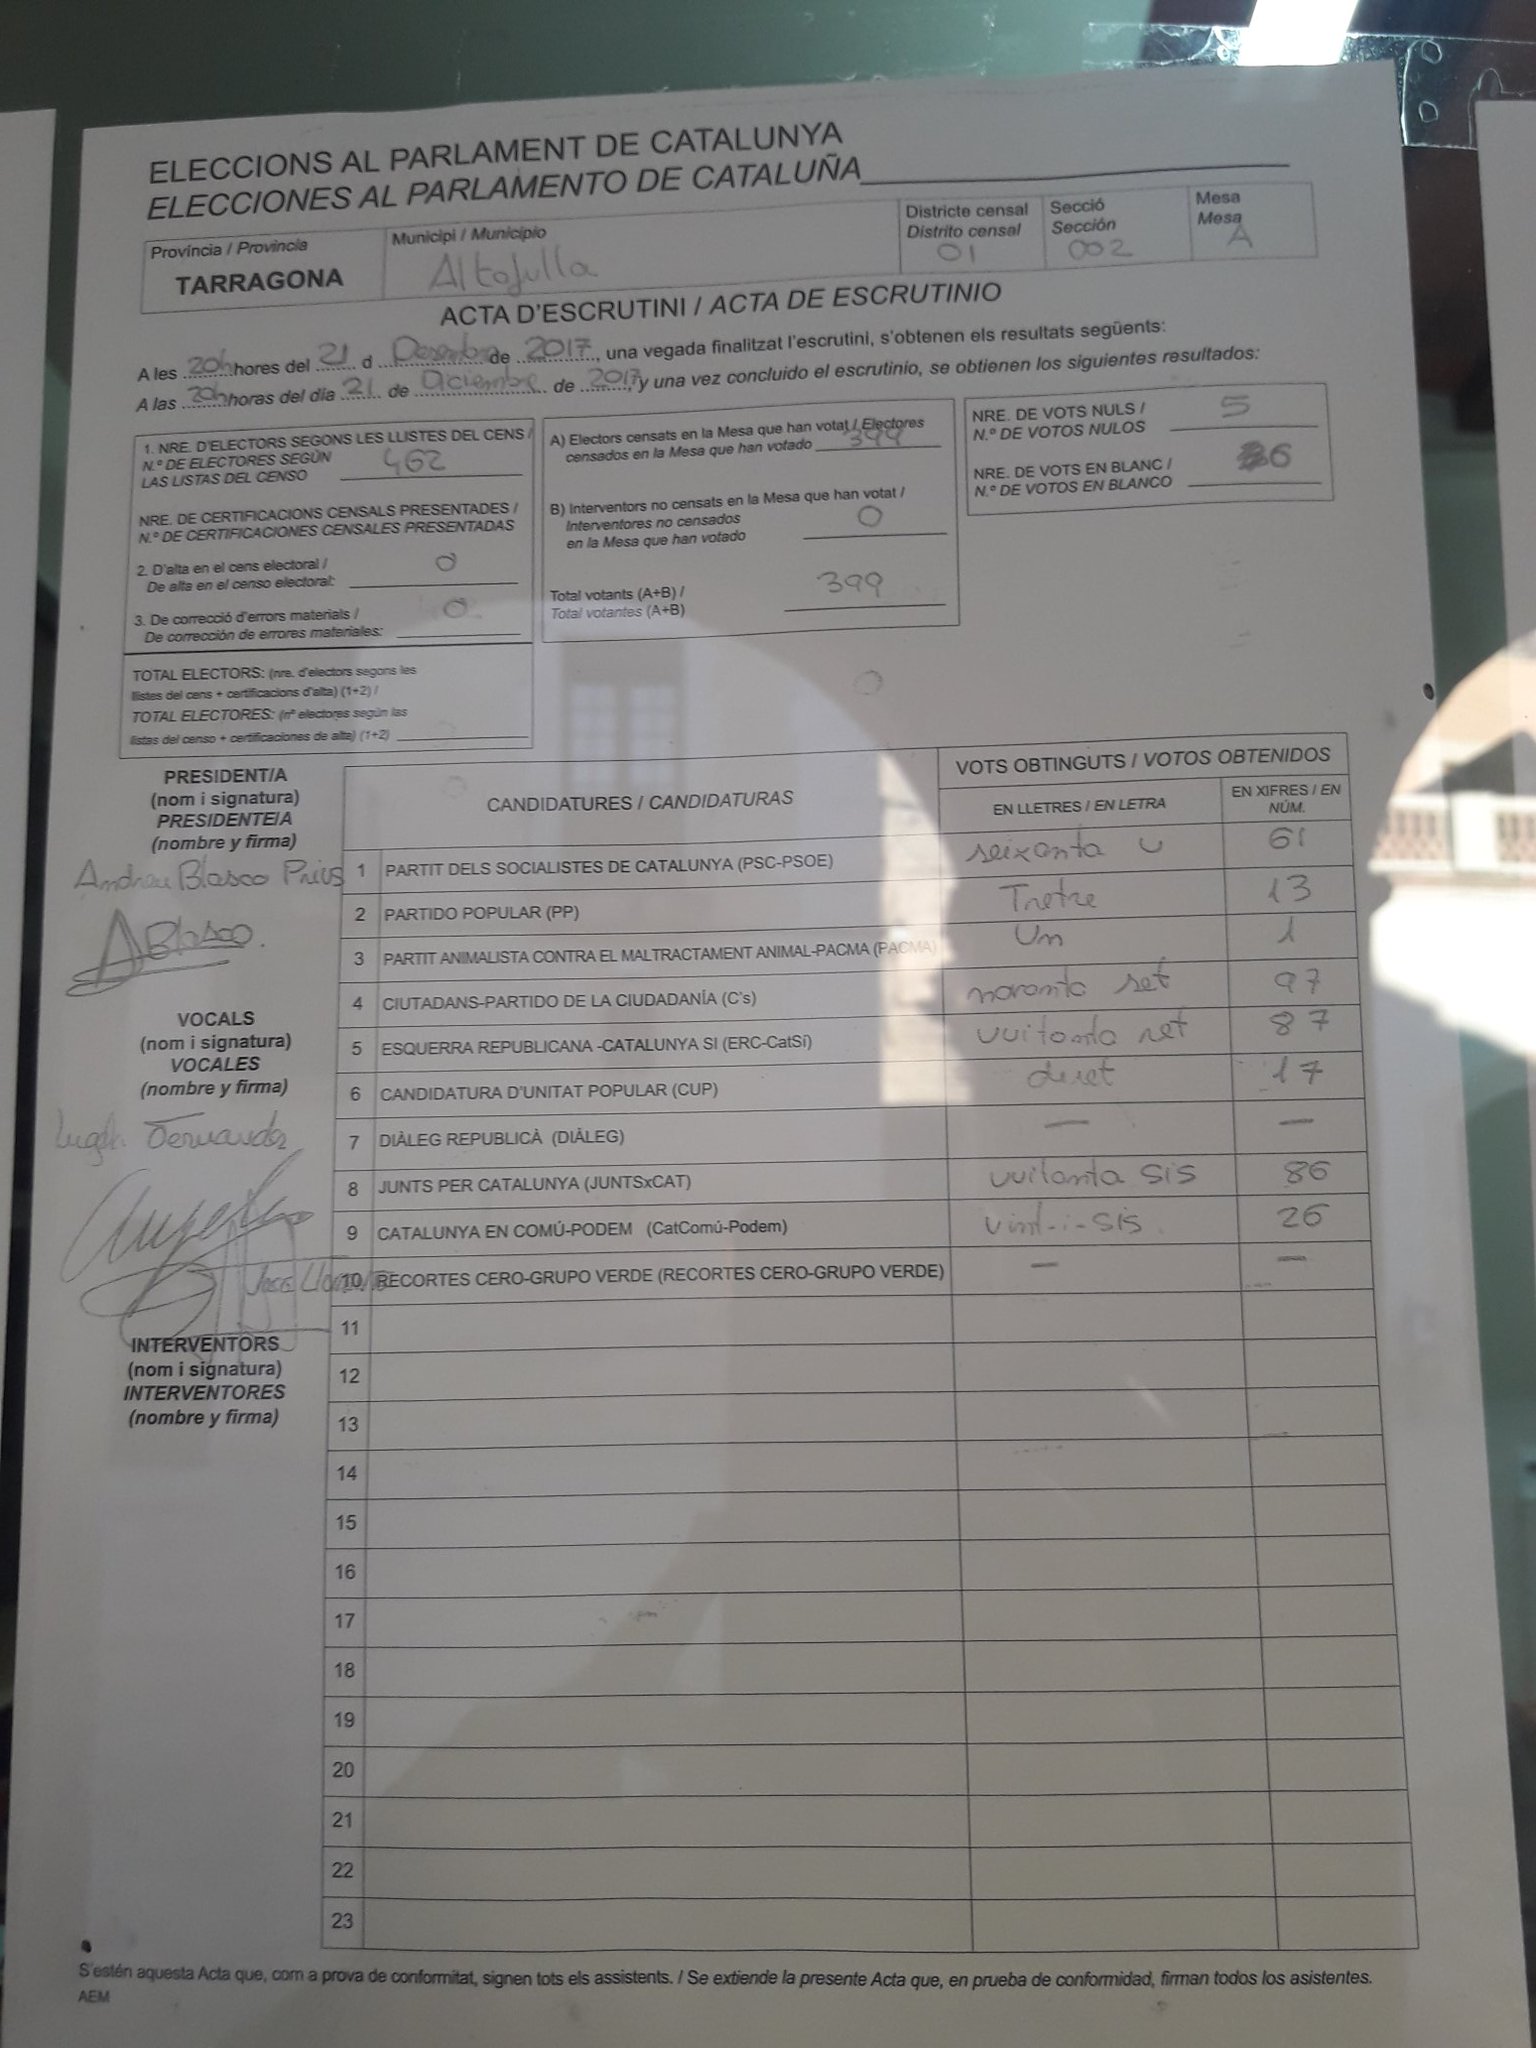 ELECCIONS AL PARLAMENT DE CATALUNYA
ELECCIONES AL PARLAMENTO DE CATALUÑA
Província / Provincia
TARRAGONA
Municipi / Municipio
Altafulla
Districte censal
Distrito censal
01
Secció
Sección
002
Mesa
Mesa
A
ACTA D'ESCRUTINI / ACTA DE ESCRUTINIO
A les 20h hores del 21 d Desembre de 2017, una vegada finalitzat l'escrutini, s'obtenen els resultats següents:
A las 20h horas del día 21 de Diciembre de 2017, y una vez concluido el escrutinio, se obtienen los siguientes resultados:
1. NRE. D'ELECTORS SEGONS LES LLISTES DEL CENS /
N.º DE ELECTORES SEGÚN
LAS LISTAS DEL CENSO 462
NRE. DE CERTIFICACIONS CENSALS PRESENTADES /
N.º DE CERTIFICACIONES CENSALES PRESENTADAS
2. D'alta en el cens electoral /
De alta en el censo electoral: 0
3. De correcció d'errors materials /
De corrección de errores materiales: 0
TOTAL ELECTORS: (nre. d'electors segons les
llistes del cens + certificacions d'alta) (1+2) /
TOTAL ELECTORES: (nº electores según las
listas del censo + certificaciones de alta) (1+2)
A) Electors censats en la Mesa que han votat / Electores
censados en la Mesa que han votado 399
B) Interventors no censats en la Mesa que han votat /
Interventores no censados
en la Mesa que han votado 0
Total votants (A+B) /
Total votantes (A+B) 399
NRE. DE VOTS NULS /
N.º DE VOTOS NULOS 5
NRE. DE VOTS EN BLANC /
N.º DE VOTOS EN BLANCO 6
PRESIDENT/A
(nom i signatura)
PRESIDENTE/A
(nombre y firma)
Andreu Blasco Prius
ABlasco.
VOCALS
(nom i signatura)
VOCALES
(nombre y firma)
INTERVENTORS
(nom i signatura)
INTERVENTORES
(nombre y firma)
CANDIDATURES / CANDIDATURAS
VOTS OBTINGUTS / VOTOS OBTENIDOS
EN LLETRES / EN LETRA
EN XIFRES / EN
NÚM.
1 PARTIT DELS SOCIALISTES DE CATALUNYA (PSC-PSOE) seixanta u 61
2 PARTIDO POPULAR (PP) Tretze 13
3 PARTIT ANIMALISTA CONTRA EL MALTRACTAMENT ANIMAL-PACMA (PACMA) Un 1
4 CIUTADANS-PARTIDO DE LA CIUDADANÍA (C's) noranta set 97
5 ESQUERRA REPUBLICANA -CATALUNYA SI (ERC-CatSí) vuitanta set 87
6 CANDIDATURA D'UNITAT POPULAR (CUP) diset 17
7 DIÀLEG REPUBLICÀ (DIÀLEG) — —
8 JUNTS PER CATALUNYA (JUNTSxCAT) vuitanta sis 86
9 CATALUNYA EN COMÚ-PODEM (CatComú-Podem) vint-i-sis. 26
10 RECORTES CERO-GRUPO VERDE (RECORTES CERO-GRUPO VERDE) — —
11
12
13
14
15
16
17
18
19
20
21
22
23
S'estén aquesta Acta que, com a prova de conformitat, signen tots els assistents. / Se extiende la presente Acta que, en prueba de conformidad, firman todos los asistentes.
AEM